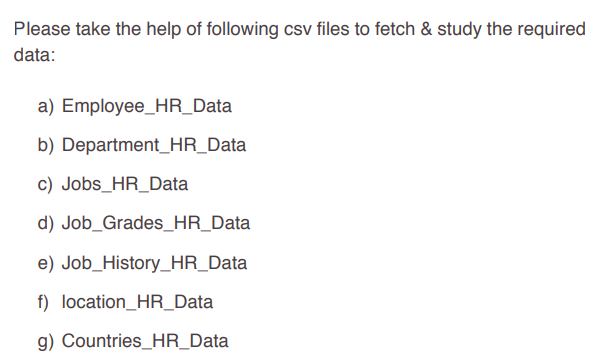 Please take the help of following csv files to fetch & study the required
data:
a) Employee_HR_Data
b) Department_HR_Data
c) Jobs_HR_Data
d) Job_Grades_HR_Data
e) Job_History_HR_Data
f) location_HR_Data
g) Countries_HR_Data